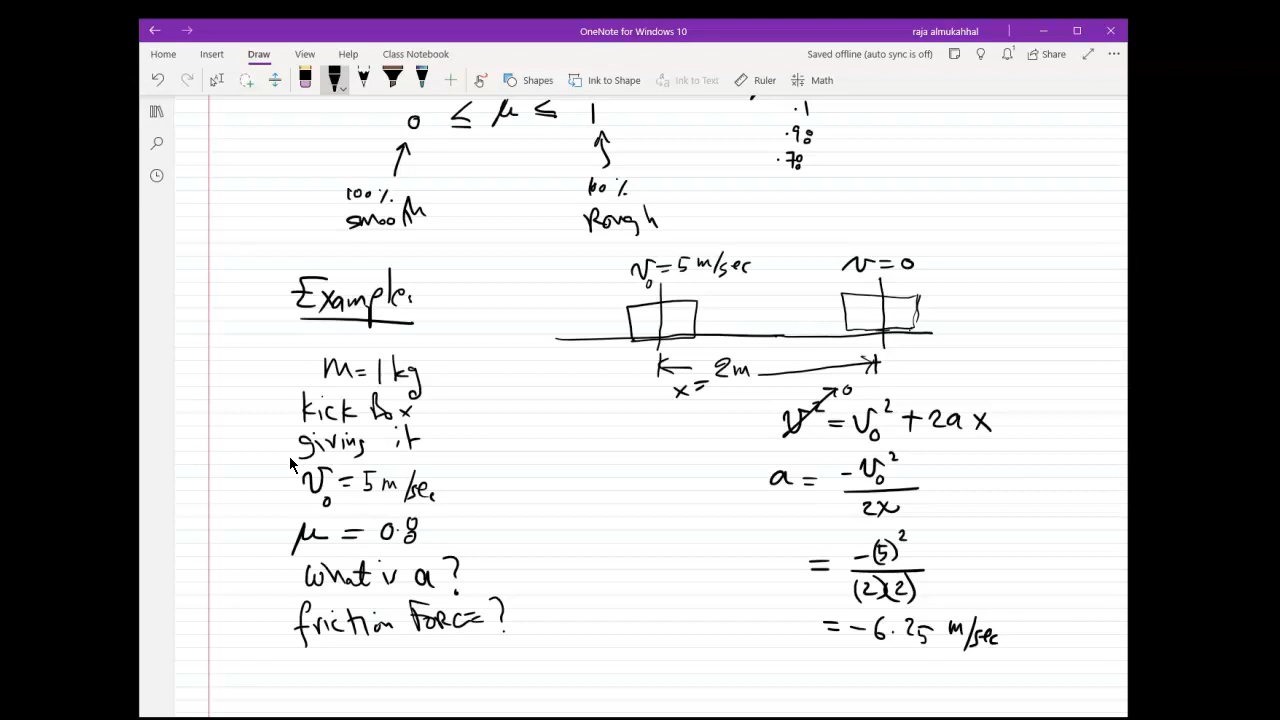 OneNote for Windows 10
raja almukahhal
Home Insert Draw View Help Class Notebook
Saved offline (auto sync is off)
Share
Shapes Ink to Shape Ink to Text Ruler Math
0 ≤ μ ≤ 1
.1
.98
.78
100% smooth
100% Rough
Example.
m = 1 kg
kick Box
giving it
v₀ = 5 m/sec
μ = 0.8
what is a?
friction Force?
v₀ = 5 m/sec
v = 0
x = 2m
v² = v₀² + 2a x
0
a = -v₀² / 2x
= -(5)² / (2)(2)
= -6.25 m/sec